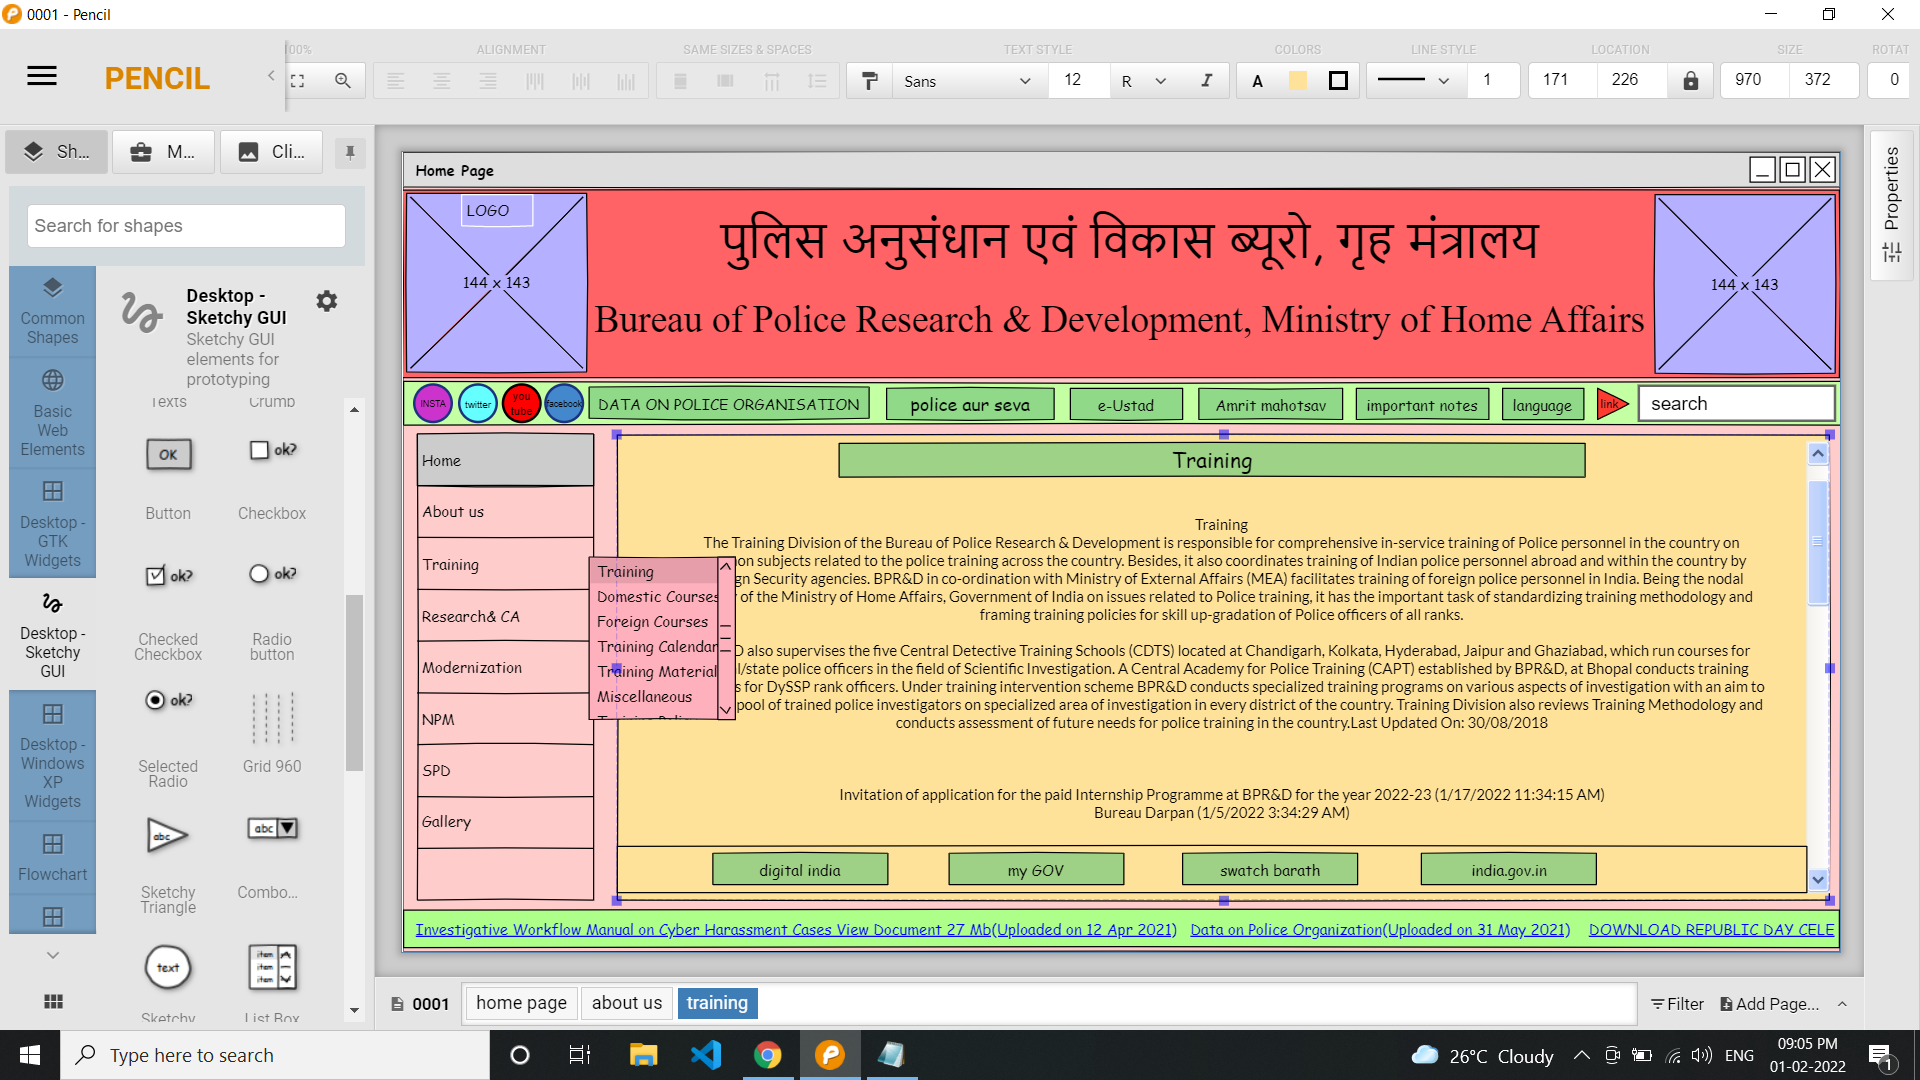 0001 - Pencil
PENCIL
100%
ALIGNMENT
SAME SIZES & SPACES
TEXT STYLE
COLORS
LINE STYLE
LOCATION
SIZE
ROTAT
Sans
12
R
I
A
1
171
226
970
372
0
Sh...
M...
Cli...
Search for shapes
Common Shapes
Basic Web Elements
Desktop - GTK Widgets
Desktop - Sketchy GUI
Desktop - Windows XP Widgets
Flowchart
Desktop - Sketchy GUI
Sketchy GUI elements for prototyping
Texts
Crumb
OK
ok?
Button
Checkbox
ok?
ok?
Checked Checkbox
Radio button
ok?
Selected Radio
Grid 960
abc
abc
Sketchy Triangle
Combo...
text
item
item
item
Sketchy
List Box
Home Page
LOGO
144 x 143
पुलिस अनुसंधान एवं विकास ब्यूरो, गृह मंत्रालय
Bureau of Police Research & Development, Ministry of Home Affairs
144 x 143
INSTA
twitter
you tube
facebook
DATA ON POLICE ORGANISATION
police aur seva
e-Ustad
Amrit mahotsav
important notes
language
link
search
Home
About us
Training
Research& CA
Modernization
NPM
SPD
Gallery
Training
Domestic Courses
Foreign Courses
Training Calendar
Training Material
Miscellaneous
Training
Training
The Training Division of the Bureau of Police Research & Development is responsible for comprehensive in-service training of Police personnel in the country on
on subjects related to the police training across the country. Besides, it also coordinates training of Indian police personnel abroad and within the country by
gn Security agencies. BPR&D in co-ordination with Ministry of External Affairs (MEA) facilitates training of foreign police personnel in India. Being the nodal
of the Ministry of Home Affairs, Government of India on issues related to Police training, it has the important task of standardizing training methodology and
framing training policies for skill up-gradation of Police officers of all ranks.
D also supervises the five Central Detective Training Schools (CDTS) located at Chandigarh, Kolkata, Hyderabad, Jaipur and Ghaziabad, which run courses for
l/state police officers in the field of Scientific Investigation. A Central Academy for Police Training (CAPT) established by BPR&D, at Bhopal conducts training
s for DySSP rank officers. Under training intervention scheme BPR&D conducts specialized training programs on various aspects of investigation with an aim to
pool of trained police investigators on specialized area of investigation in every district of the country. Training Division also reviews Training Methodology and
conducts assessment of future needs for police training in the country.Last Updated On: 30/08/2018
Invitation of application for the paid Internship Programme at BPR&D for the year 2022-23 (1/17/2022 11:34:15 AM)
Bureau Darpan (1/5/2022 3:34:29 AM)
digital india
my GOV
swatch barath
india.gov.in
Investigative Workflow Manual on Cyber Harassment Cases View Document 27 Mb(Uploaded on 12 Apr 2021)
Data on Police Organization(Uploaded on 31 May 2021)
DOWNLOAD REPUBLIC DAY CELE
Properties
0001
home page
about us
training
Filter
Add Page...
Type here to search
26°C Cloudy
ENG
09:05 PM
01-02-2022
1